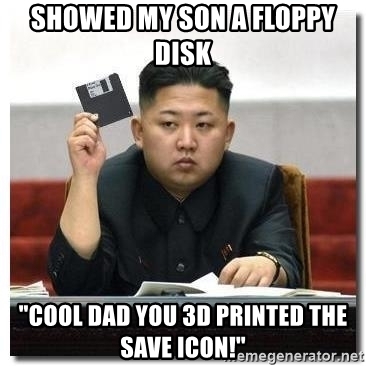 SHOWED MY SON A FLOPPY
DISK
"COOL DAD YOU 3D PRINTED THE
SAVE ICON!"
memegenerator.net